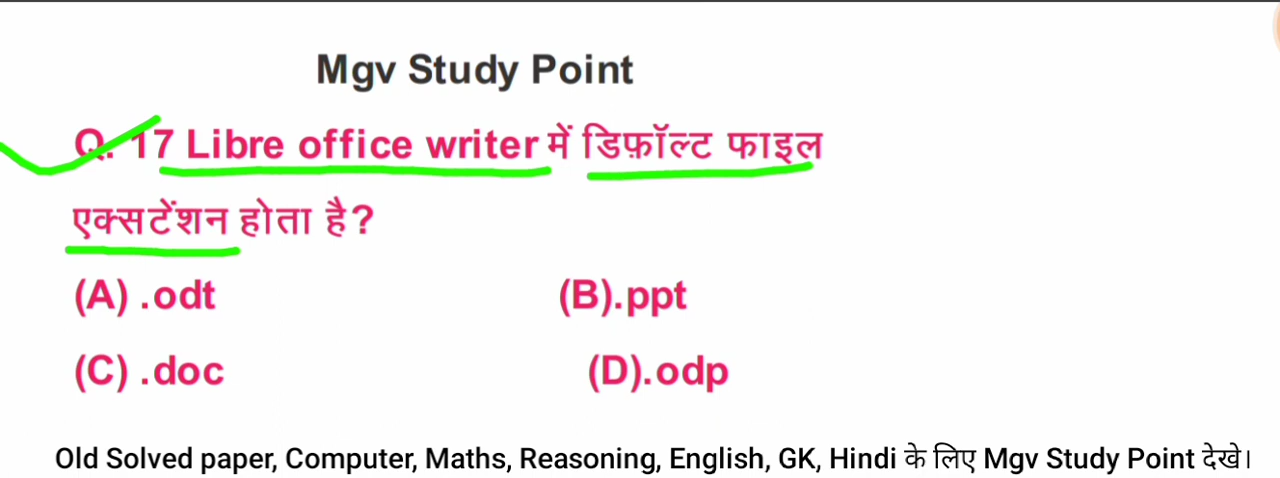 Mgv Study Point
Q. 17 Libre office writer में डिफ़ॉल्ट फाइल
एक्सटेंशन होता है?
(A) .odt (B).ppt
(C) .doc (D).odp
Old Solved paper, Computer, Maths, Reasoning, English, GK, Hindi के लिए Mgv Study Point देखे।